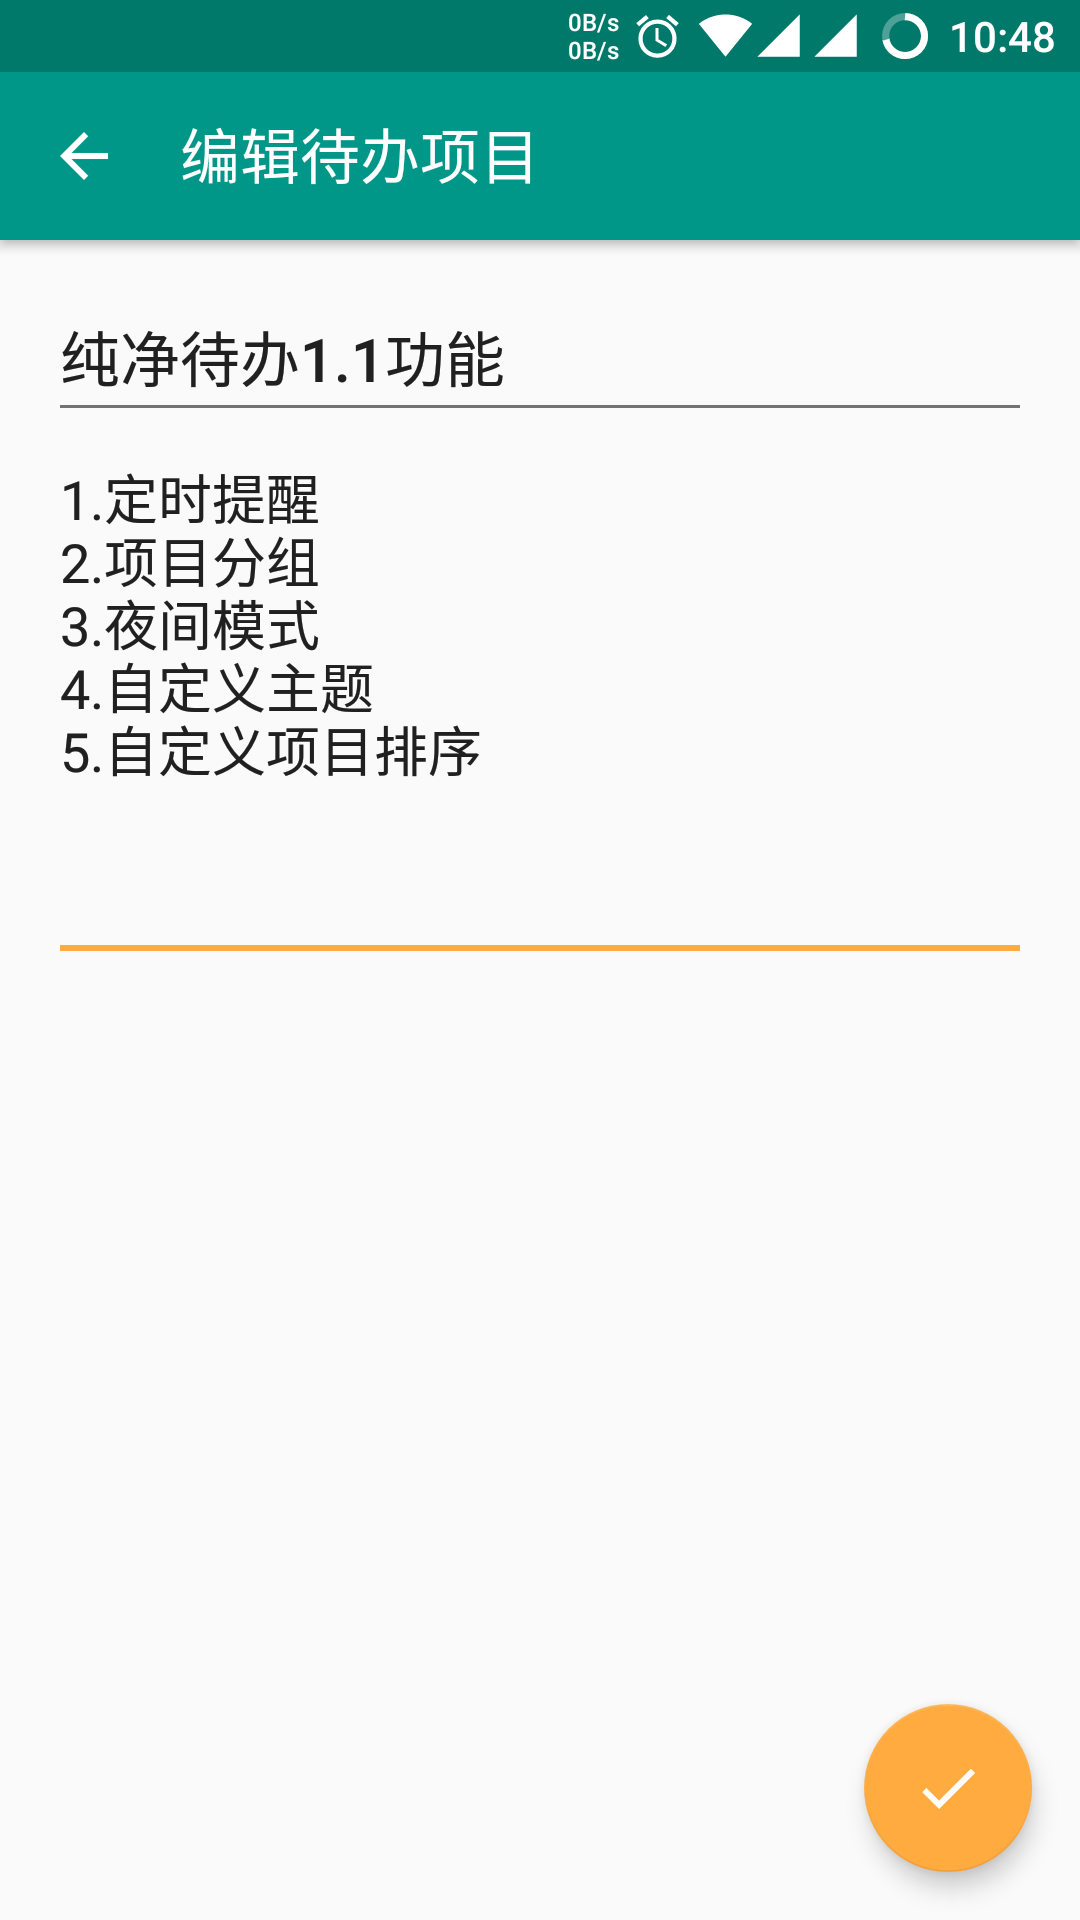 0B/s
0B/s
10:48
编辑待办项目
纯净待办1.1功能
1.定时提醒
2.项目分组
3.夜间模式
4.自定义主题
5.自定义项目排序